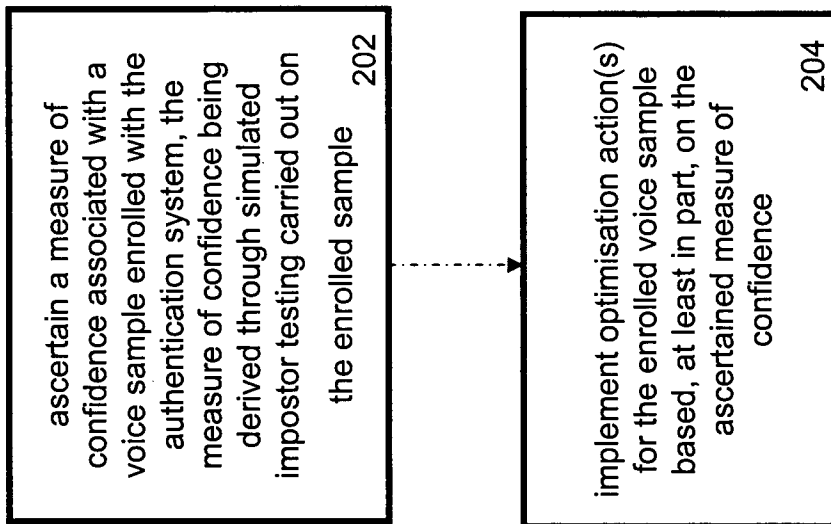 ascertain a measure of
confidence associated with a
voice sample enrolled with the
authentication system, the
measure of confidence being
derived through simulated
impostor testing carried out on
the enrolled sample
202
implement optimisation action(s)
for the enrolled voice sample
based, at least in part, on the
ascertained measure of
confidence
204